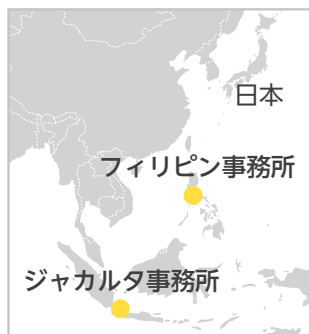 日本
フィリピン事務所
ジャカルタ事務所